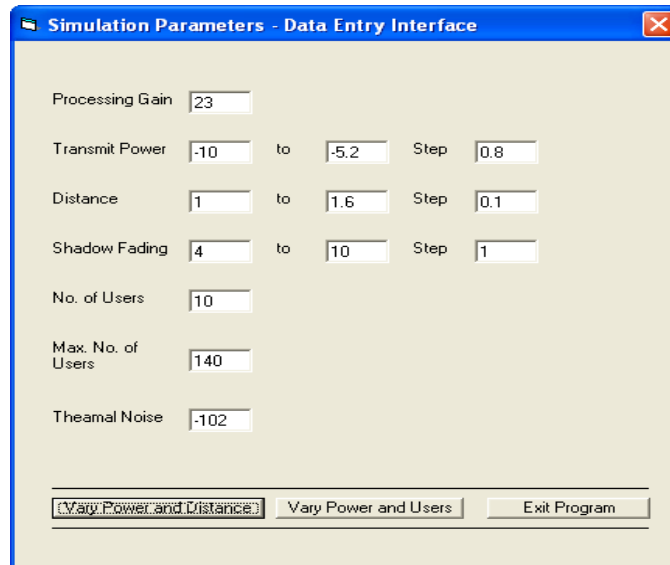 Simulation Parameters - Data Entry Interface
Processing Gain 23
Transmit Power -10 to -5.2 Step 0.8
Distance 1 to 1.6 Step 0.1
Shadow Fading 4 to 10 Step 1
No. of Users 10
Max. No. of
Users 140
Theamal Noise -102
Vary Power and Distance Vary Power and Users Exit Program